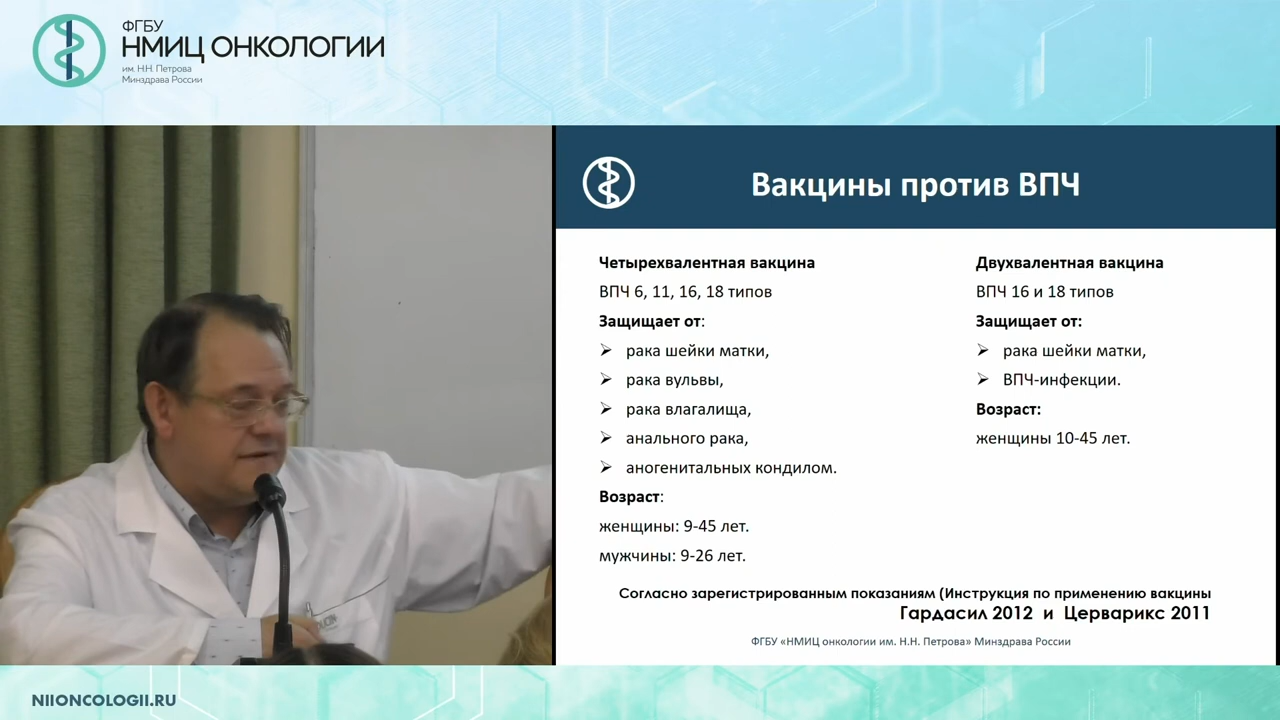 ФГБУ
НМИЦ ОНКОЛОГИИ
им. Н.Н. Петрова
Минздрава России
Вакцины против ВПЧ
Четырехвалентная вакцина
ВПЧ 6, 11, 16, 18 типов
Защищает от:
рака шейки матки,
рака вульвы,
рака влагалища,
анального рака,
аногенитальных кондилом.
Возраст:
женщины: 9-45 лет.
мужчины: 9-26 лет.
Двухвалентная вакцина
ВПЧ 16 и 18 типов
Защищает от:
рака шейки матки,
ВПЧ-инфекции.
Возраст:
женщины 10-45 лет.
Согласно зарегистрированным показаниям (Инструкция по применению вакцины
Гардасил 2012 и Церварикс 2011
ФГБУ «НМИЦ онкологии им. Н.Н. Петрова» Минздрава России
NIIONCOLOGII.RU